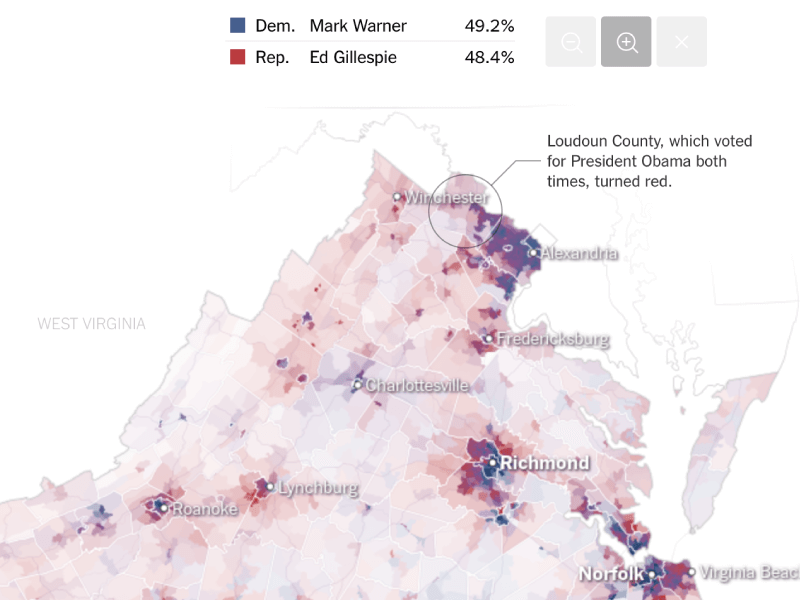 Dem. Mark Warner 49.2%
Rep. Ed Gillespie 48.4%
Loudoun County, which voted
for President Obama both
times, turned red.
Winchester
Alexandria
WEST VIRGINIA
Fredericksburg
Charlottesville
Richmond
Lynchburg
Roanoke
Norfolk
Virginia Beac